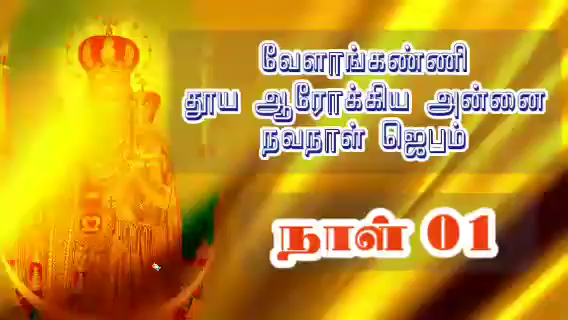 வேளாங்கண்ணி
தூய ஆரோக்கிய அன்னை
நவநாள் ஜெபம்
நாள் 01